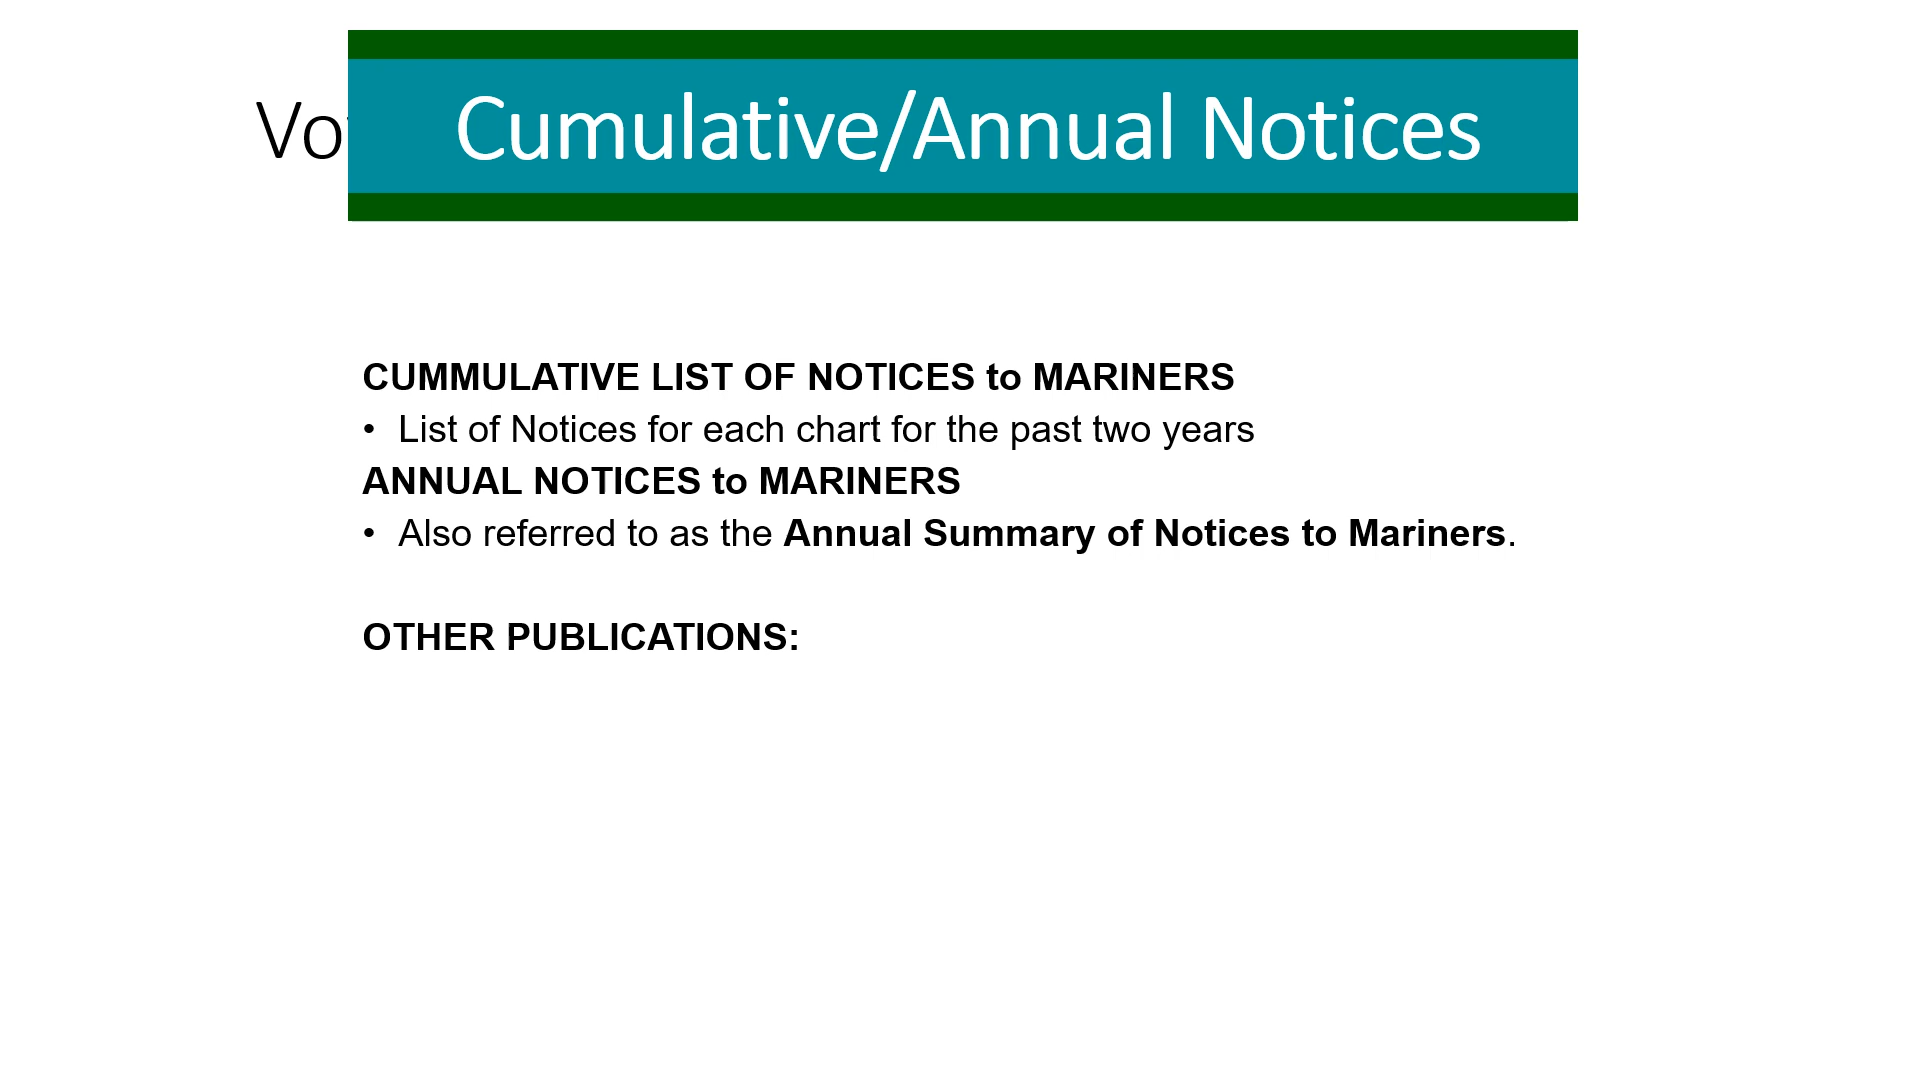 Cumulative/Annual Notices
CUMMULATIVE LIST OF NOTICES to MARINERS
• List of Notices for each chart for the past two years
ANNUAL NOTICES to MARINERS
• Also referred to as the Annual Summary of Notices to Mariners.
OTHER PUBLICATIONS: